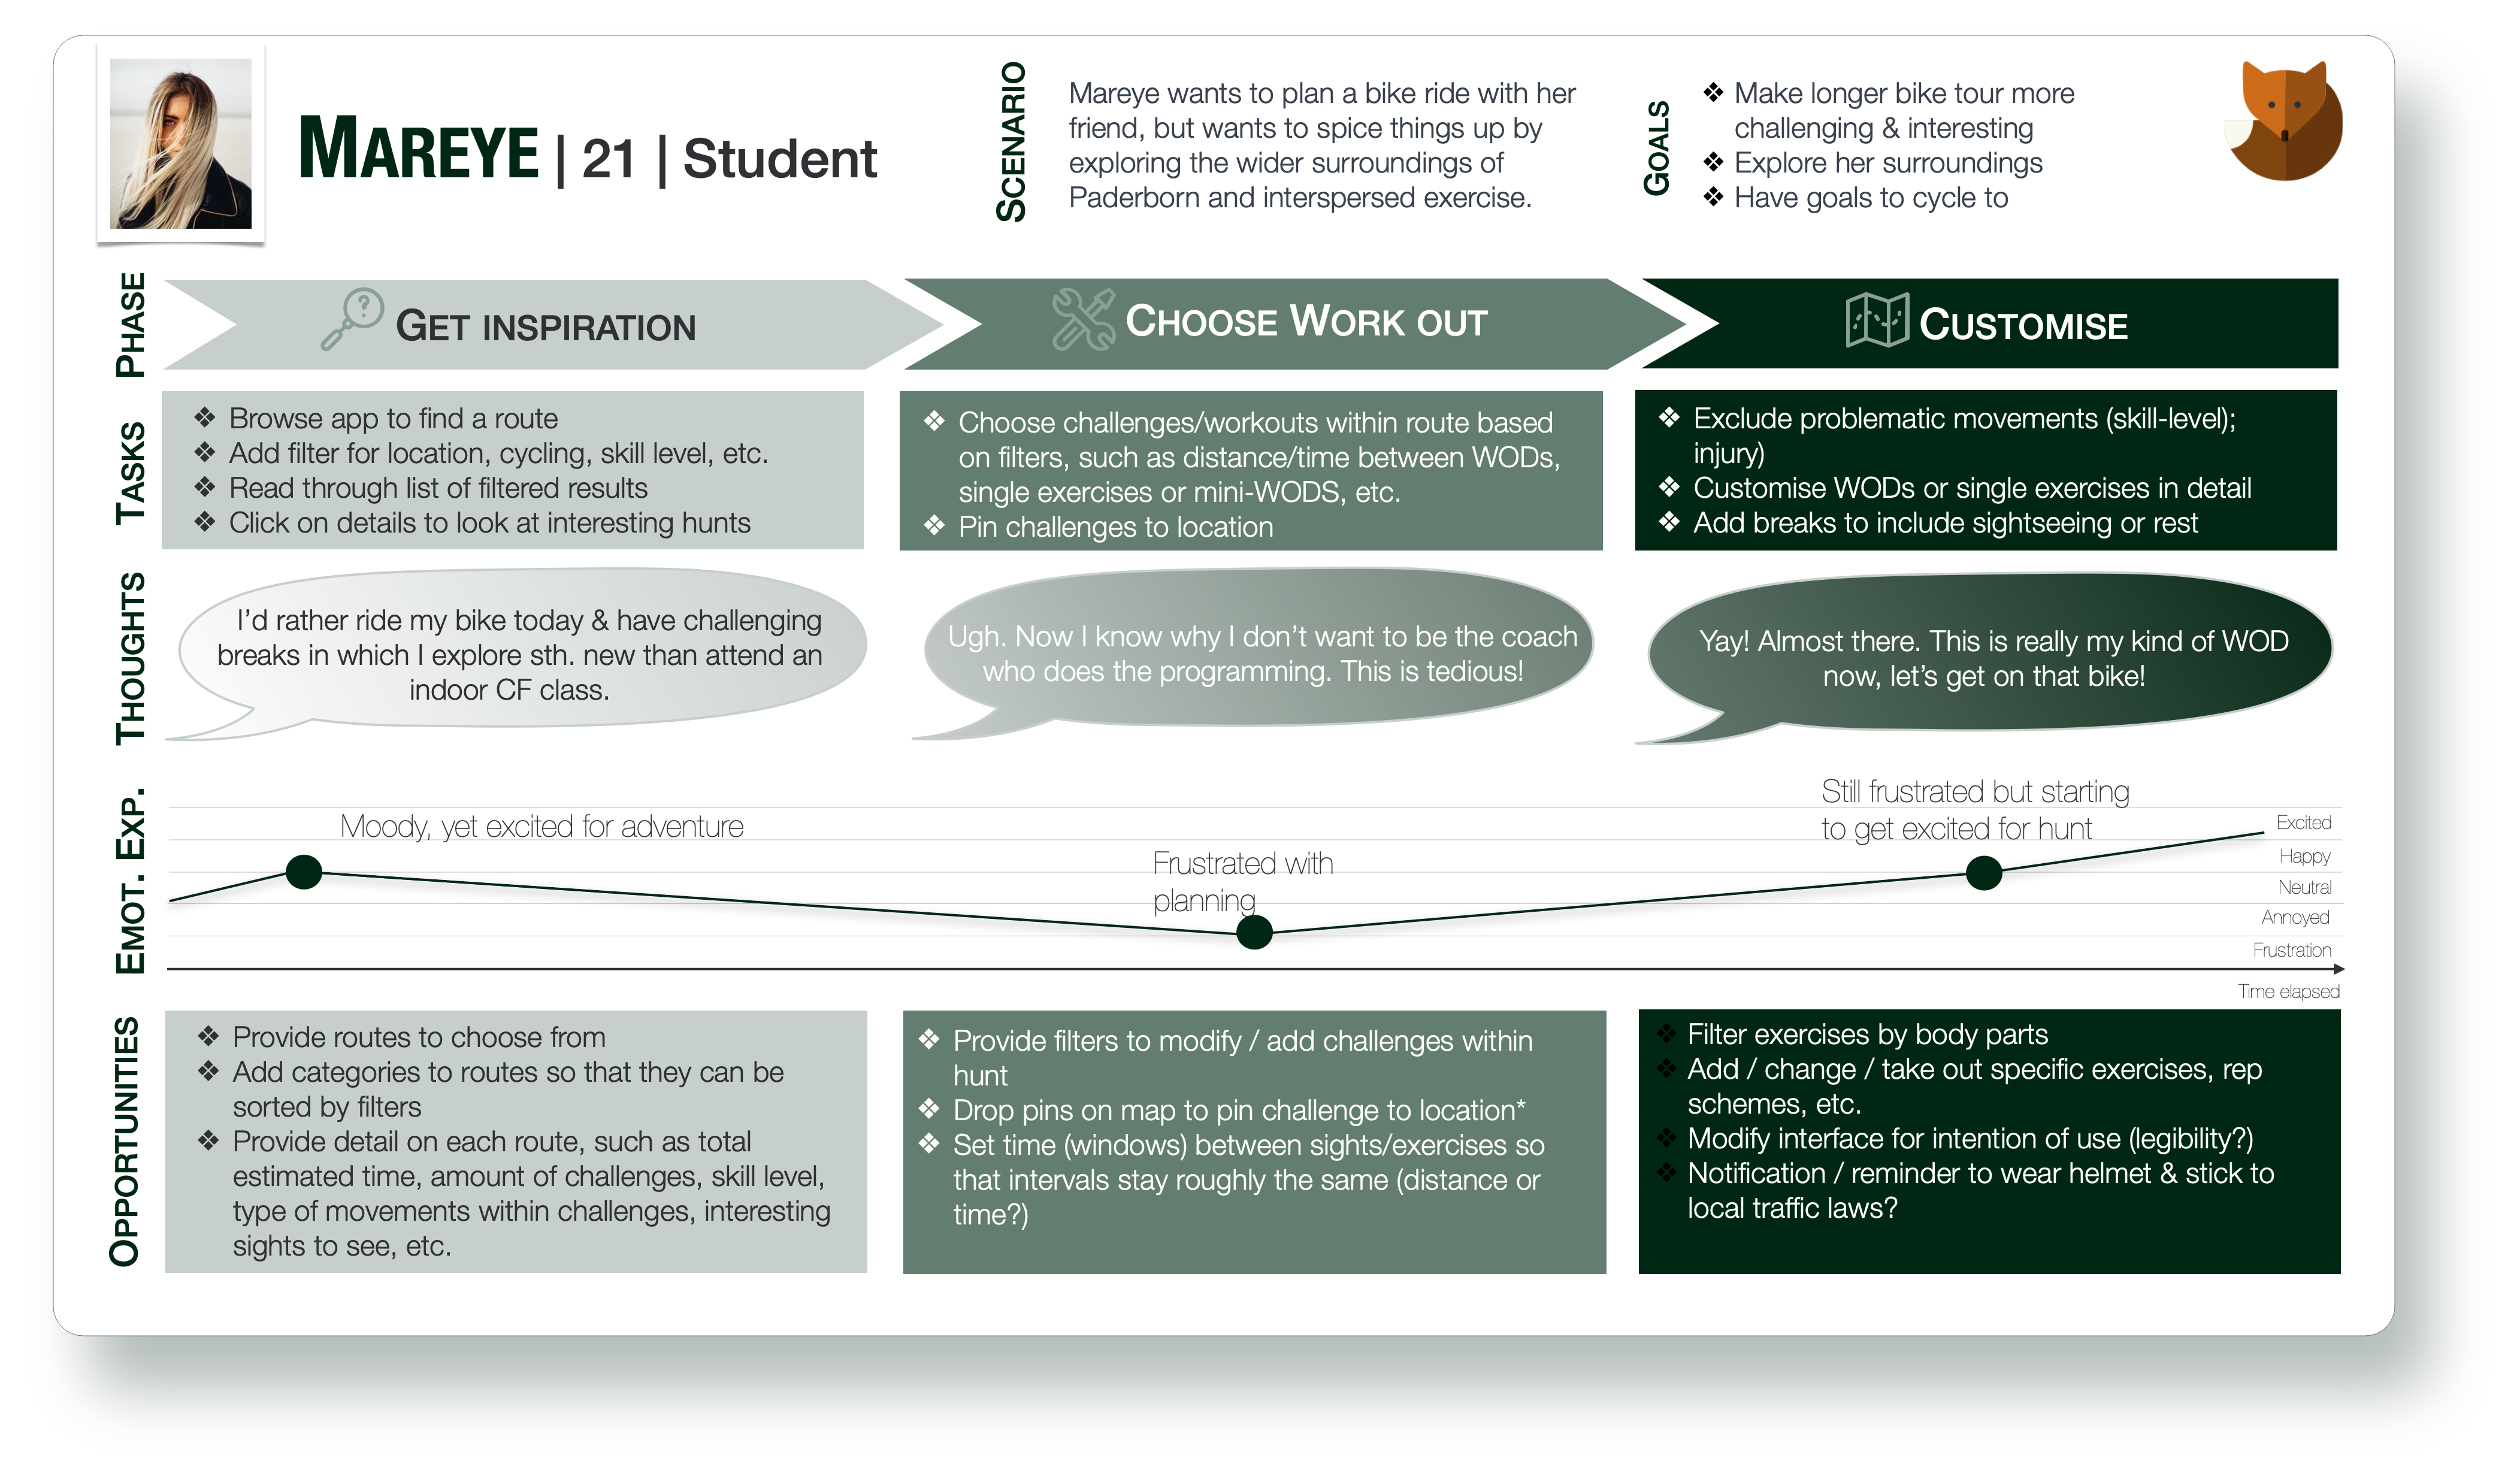 MAREYE | 21 | Student
SCENARIO
Mareye wants to plan a bike ride with her
friend, but wants to spice things up by
exploring the wider surroundings of
Paderborn and interspersed exercise.
GOALS
❖ Make longer bike tour more
challenging & interesting
❖ Explore her surroundings
❖ Have goals to cycle to
PHASE
?
GET INSPIRATION
CHOOSE WORK OUT
CUSTOMISE
TASKS
❖ Browse app to find a route
❖ Add filter for location, cycling, skill level, etc.
❖ Read through list of filtered results
❖ Click on details to look at interesting hunts
❖ Choose challenges/workouts within route based
on filters, such as distance/time between WODs,
single exercises or mini-WODS, etc.
❖ Pin challenges to location
❖ Exclude problematic movements (skill-level);
injury)
❖ Customise WODs or single exercises in detail
❖ Add breaks to include sightseeing or rest
THOUGHTS
I’d rather ride my bike today & have challenging
breaks in which I explore sth. new than attend an
indoor CF class.
Ugh. Now I know why I don’t want to be the coach
who does the programming. This is tedious!
Yay! Almost there. This is really my kind of WOD
now, let’s get on that bike!
EMOT. EXP.
Moody, yet excited for adventure
Frustrated with
planning
Still frustrated but starting
to get excited for hunt
Excited
Happy
Neutral
Annoyed
Frustration
Time elapsed
OPPORTUNITIES
❖ Provide routes to choose from
❖ Add categories to routes so that they can be
sorted by filters
❖ Provide detail on each route, such as total
estimated time, amount of challenges, skill level,
type of movements within challenges, interesting
sights to see, etc.
❖ Provide filters to modify / add challenges within
hunt
❖ Drop pins on map to pin challenge to location*
❖ Set time (windows) between sights/exercises so
that intervals stay roughly the same (distance or
time?)
❖ Filter exercises by body parts
❖ Add / change / take out specific exercises, rep
schemes, etc.
❖ Modify interface for intention of use (legibility?)
❖ Notification / reminder to wear helmet & stick to
local traffic laws?